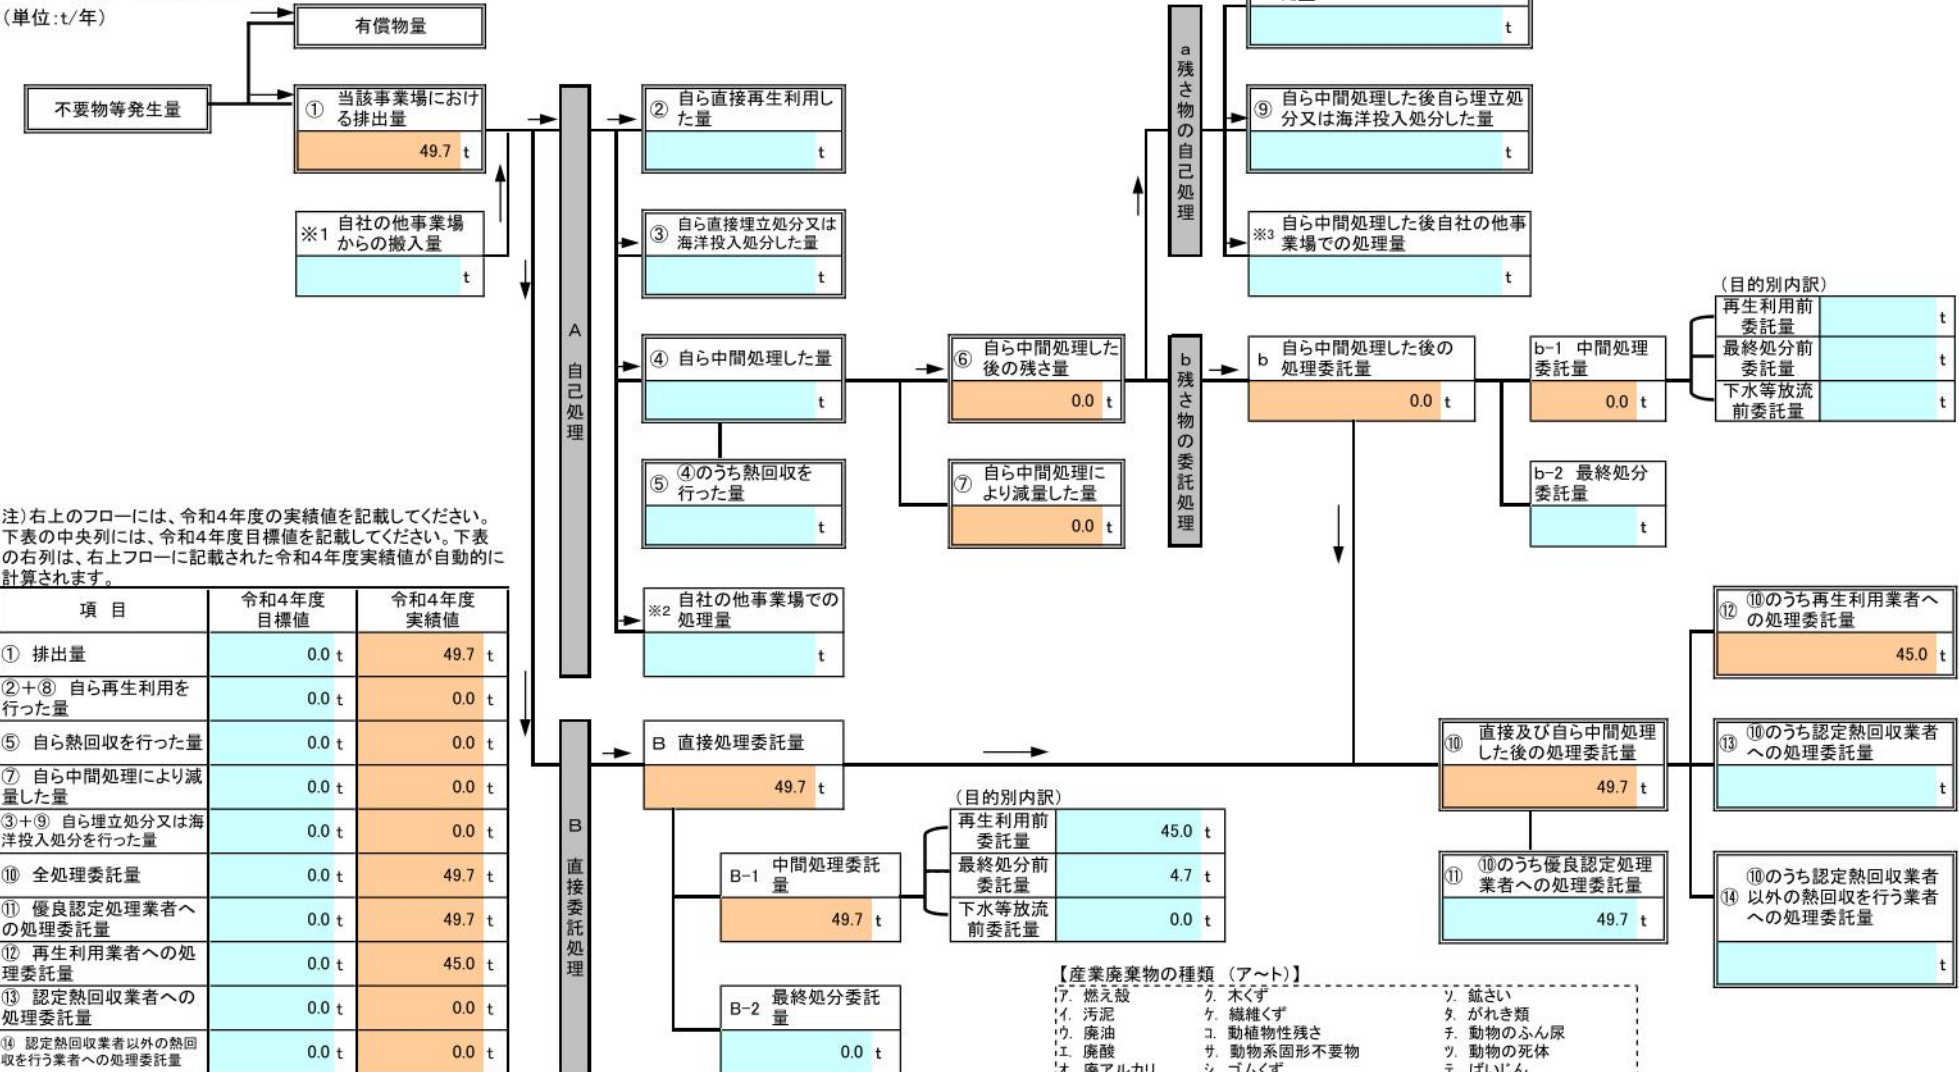 (単位:t/年)
有償物量
不要物等発生量
① 当該事業場におけ
る排出量
49.7 t
※1 自社の他事業場
からの搬入量
t
A 自己処理
② 自ら直接再生利用し
た量
t
③ 自ら直接埋立処分又は
海洋投入処分した量
t
④ 自ら中間処理した量
t
⑤ ④のうち熱回収を
行った量
t
※2 自社の他事業場での
処理量
t
⑥ 自ら中間処理した
後の残さ量
0.0 t
⑦ 自ら中間処理に
より減量した量
0.0 t
a 残さ物の自己処理
t
⑨ 自ら中間処理した後自ら埋立処
分又は海洋投入処分した量
t
※3 自ら中間処理した後自社の他事
業場での処理量
t
b 残さ物の委託処理
b 自ら中間処理した後の
処理委託量
0.0 t
b-1 中間処理
委託量
0.0 t
b-2 最終処分
委託量
t
(目的別内訳)
再生利用前
委託量
t
最終処分前
委託量
t
下水等放流
前委託量
t
注)右上のフローには、令和4年度の実績値を記載してください。
下表の中央列には、令和4年度目標値を記載してください。下表
の右列は、右上フローに記載された令和4年度実績値が自動的に
計算されます。
項 目
令和4年度
目標値
令和4年度
実績値
① 排出量 0.0 t 49.7 t
②+⑧ 自ら再生利用を
行った量 0.0 t 0.0 t
⑤ 自ら熱回収を行った量 0.0 t 0.0 t
⑦ 自ら中間処理により減
量した量 0.0 t 0.0 t
③+⑨ 自ら埋立処分又は海
洋投入処分を行った量 0.0 t 0.0 t
⑩ 全処理委託量 0.0 t 49.7 t
⑪ 優良認定処理業者へ
の処理委託量 0.0 t 49.7 t
⑫ 再生利用業者への処
理委託量 0.0 t 45.0 t
⑬ 認定熱回収業者への
処理委託量 0.0 t 0.0 t
⑭ 認定熱回収業者以外の熱回
収を行う業者への処理委託量 0.0 t 0.0 t
B 直接委託処理
B 直接処理委託量
49.7 t
B-1 中間処理委託
量
49.7 t
B-2 最終処分委託
量
0.0 t
(目的別内訳)
再生利用前
委託量
45.0 t
最終処分前
委託量
4.7 t
下水等放流
前委託量
0.0 t
⑩ 直接及び自ら中間処理
した後の処理委託量
49.7 t
⑪ ⑩のうち優良認定処理
業者への処理委託量
49.7 t
⑫ ⑩のうち再生利用業者へ
の処理委託量
45.0 t
⑬ ⑩のうち認定熱回収業者
への処理委託量
t
⑭ ⑩のうち認定熱回収業者
以外の熱回収を行う業者
への処理委託量
t
【産業廃棄物の種類 (ア~ト)】
ア. 燃え殻 ク. 木くず ソ. 鉱さい
イ. 汚泥 ケ. 繊維くず タ. がれき類
ウ. 廃油 コ. 動植物性残さ チ. 動物のふん尿
エ. 廃酸 サ. 動物系固形不要物 ツ. 動物の死体
オ. 廃アルカリ シ. ゴムくず テ. ばいじん